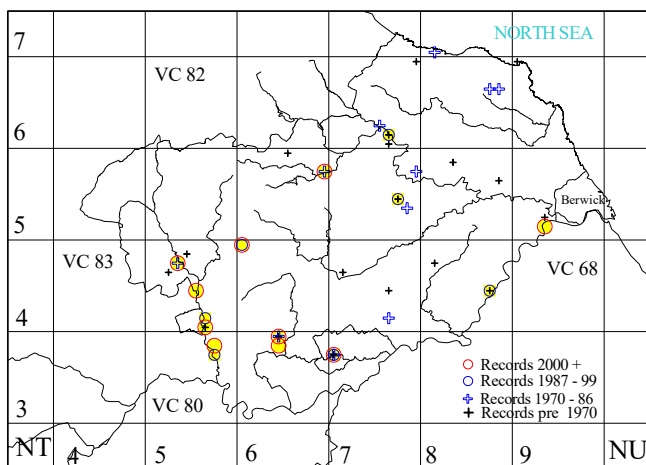 7
NORTH SEA
VC 82
6
Berwick
5
VC 83
VC 68
4
Records 2000 +
Records 1987 - 99
Records 1970 - 86
Records pre 1970
VC 80
3
NT 4 5 6 7 8 9 NU